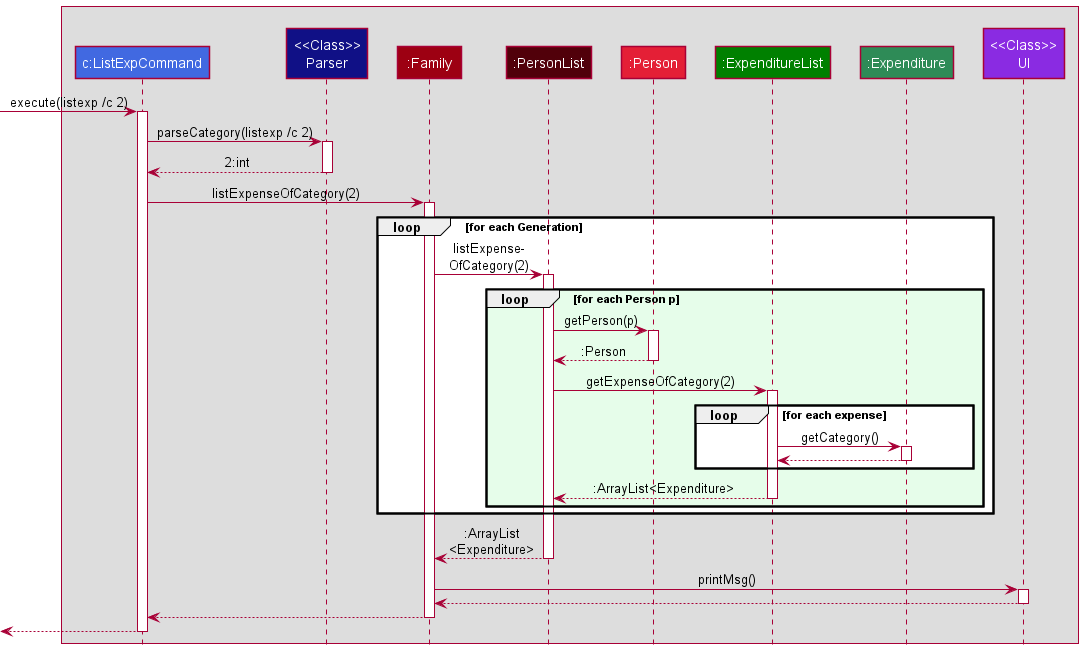 <<Class>>
<<Class>>
c:ListExpCommand
Parser
:Family
:PersonList
:Person
:ExpenditureList
:Expenditure
UI
execute(listexp /c 2)
parseCategory(listexp /c 2)
2:int
listExpenseOfCategory(2)
loop
[for each Generation]
listExpense-
OfCategory(2)
loop
[for each Person p]
getPerson(p)
:Person
getExpenseOfCategory(2)
loop
[for each expense]
getCategory()
:ArrayList<Expenditure>
:ArrayList
<Expenditure>
printMsg()